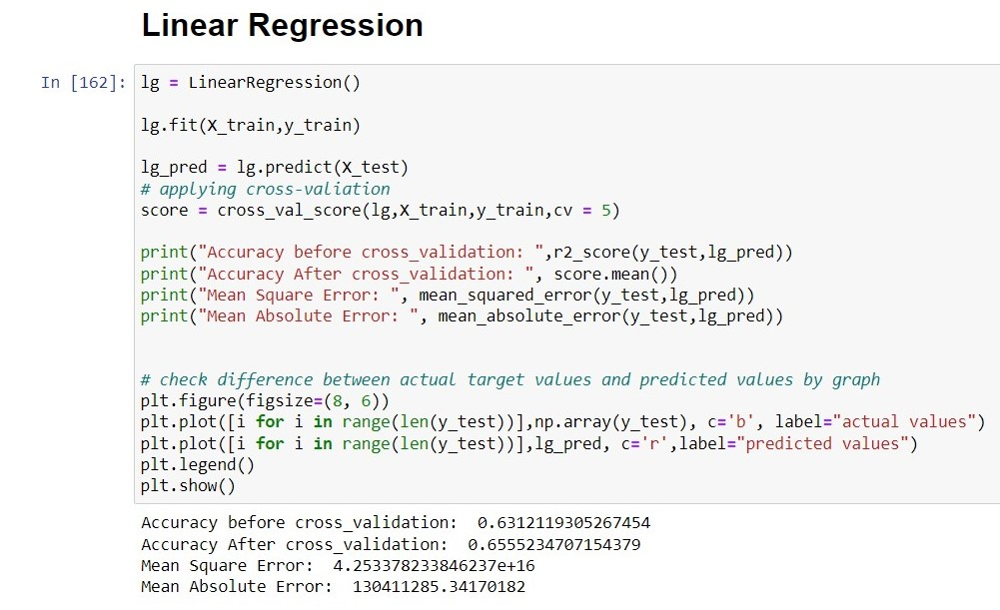 Linear Regression
In [162]: lg = LinearRegression()
lg.fit(X_train,y_train)
lg_pred = lg.predict(X_test)
# applying cross-valiation
score = cross_val_score(lg,X_train,y_train,cv = 5)
print("Accuracy before cross_validation: ",r2_score(y_test,lg_pred))
print("Accuracy After cross_validation: ", score.mean())
print("Mean Square Error: ", mean_squared_error(y_test,lg_pred))
print("Mean Absolute Error: ", mean_absolute_error(y_test,lg_pred))
# check difference between actual target values and predicted values by graph
plt.figure(figsize=(8, 6))
plt.plot([i for i in range(len(y_test))],np.array(y_test), c='b', label="actual values")
plt.plot([i for i in range(len(y_test))],lg_pred, c='r',label="predicted values")
plt.legend()
plt.show()
Accuracy before cross_validation:  0.6312119305267454
Accuracy After cross_validation:  0.6555234707154379
Mean Square Error:  4.253378233846237e+16
Mean Absolute Error:  130411285.34170182